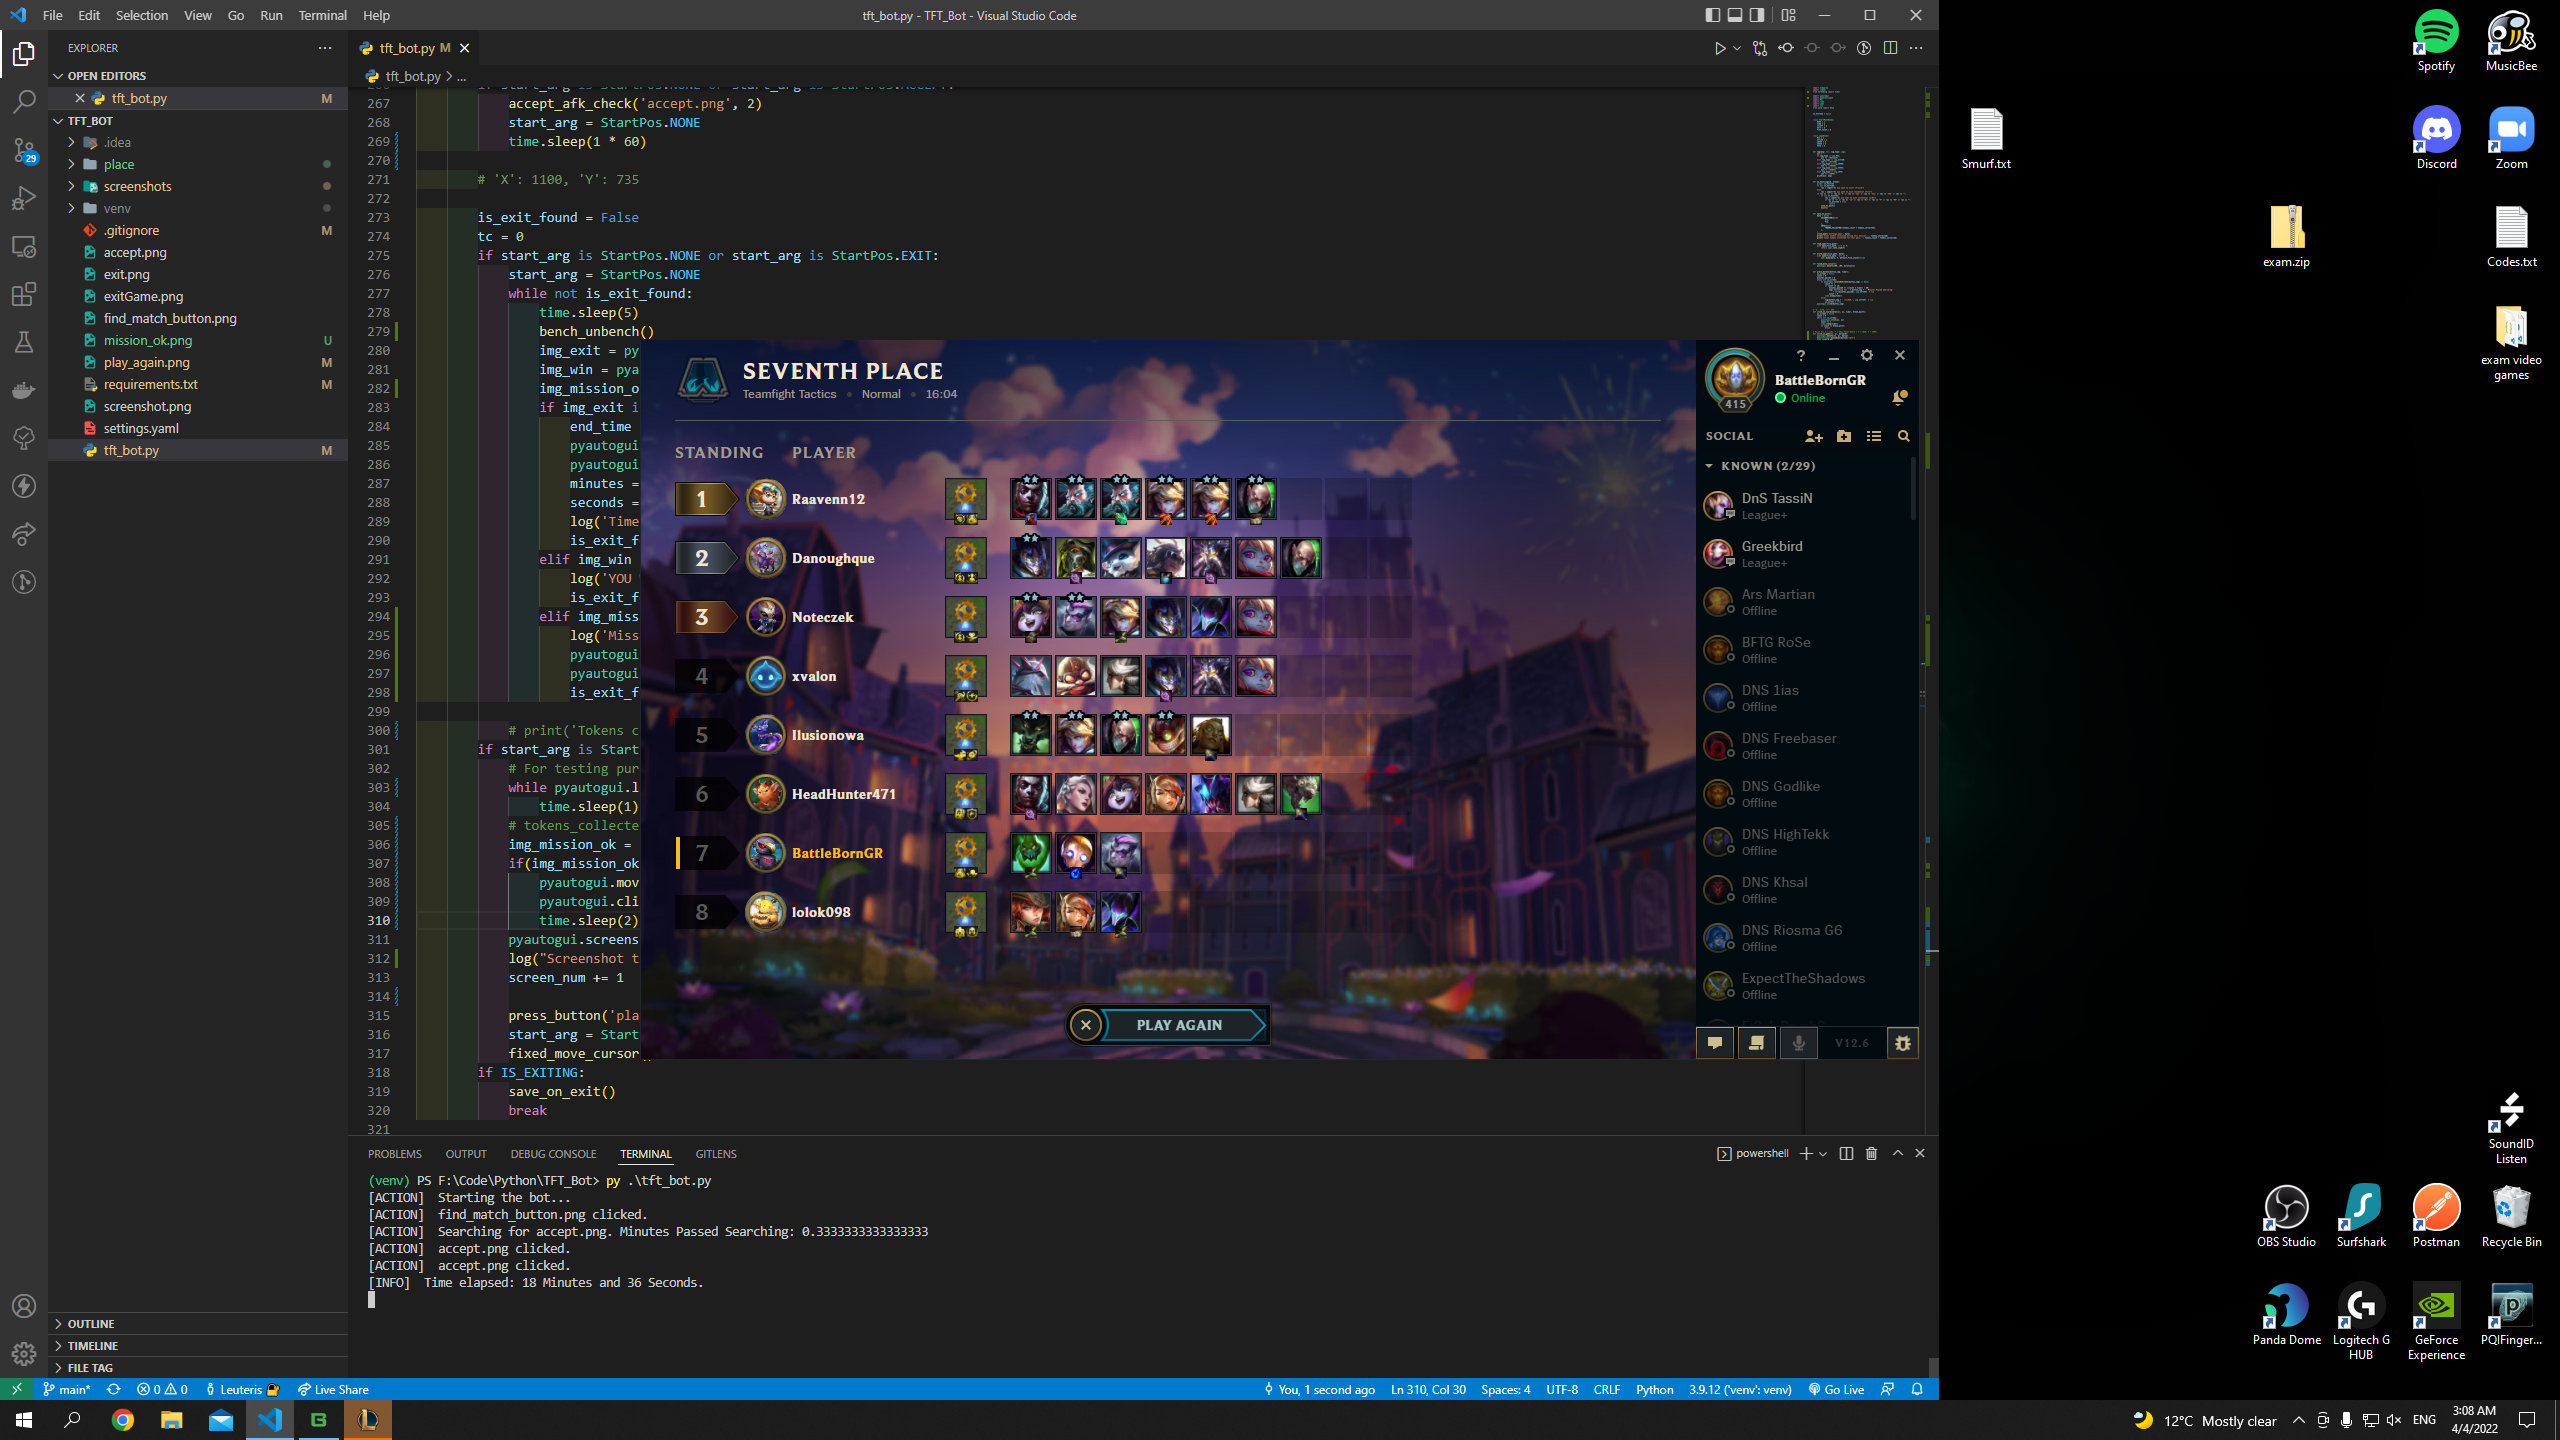 File Edit Selection View Go Run Terminal Help
tft_bot.py - TFT_Bot - Visual Studio Code
EXPLORER
OPEN EDITORS
tft_bot.py M
TFT_BOT
.idea
place
screenshots
venv
.gitignore M
accept.png
exit.png
exitGame.png
find_match_button.png
mission_ok.png U
play_again.png M
requirements.txt M
screenshot.png
settings.yaml
tft_bot.py M
OUTLINE
TIMELINE
FILE TAG
29
tft_bot.py M
tft_bot.py > ...
267 accept_afk_check('accept.png', 2)
268 start_arg = StartPos.NONE
269 time.sleep(1 * 60)
270
271 # 'X': 1100, 'Y': 735
272
273 is_exit_found = False
274 tc = 0
275 if start_arg is StartPos.NONE or start_arg is StartPos.EXIT:
276 start_arg = StartPos.NONE
277 while not is_exit_found:
278 time.sleep(5)
279 bench_unbench()
280 img_exit = py
281 img_win = pya
282 img_mission_o
283 if img_exit i
284 end_time
285 pyautogui
286 pyautogui
287 minutes =
288 seconds =
289 log('Time
290 is_exit_f
291 elif img_win
292 log('YOU
293 is_exit_f
294 elif img_miss
295 log('Miss
296 pyautogui
297 pyautogui
298 is_exit_f
299
300 # print('Tokens c
301 if start_arg is Start
302 # For testing pur
303 while pyautogui.l
304 time.sleep(1)
305 # tokens_collecte
306 img_mission_ok =
307 if(img_mission_ok
308 pyautogui.mov
309 pyautogui.cli
310 time.sleep(2)
311 pyautogui.screens
312 log("Screenshot t
313 screen_num += 1
314
315 press_button('pla
316 start_arg = Start
317 fixed_move_cursor
318 if IS_EXITING:
319 save_on_exit()
320 break
321
SEVENTH PLACE
Teamfight Tactics • Normal • 16:04
STANDING PLAYER
1 Raavenn12
2 Danoughque
3 Noteczek
4 xvalon
5 Ilusionowa
6 HeadHunter471
7 BattleBornGR
8 lolok098
PLAY AGAIN
?
415
BattleBornGR
Online
SOCIAL
KNOWN (2/29)
DnS TassiN
League+
Greekbird
League+
Ars Martian
Offline
BFTG RoSe
Offline
DNS 1ias
Offline
DNS Freebaser
Offline
DNS Godlike
Offline
DNS HighTekk
Offline
DNS Khsal
Offline
DNS Riosma G6
Offline
ExpectTheShadows
Offline
V12.6
PROBLEMS OUTPUT DEBUG CONSOLE TERMINAL GITLENS
powershell
(venv) PS F:\Code\Python\TFT_Bot> py .\tft_bot.py
[ACTION] Starting the bot...
[ACTION] find_match_button.png clicked.
[ACTION] Searching for accept.png. Minutes Passed Searching: 0.3333333333333333
[ACTION] accept.png clicked.
[ACTION] accept.png clicked.
[INFO] Time elapsed: 18 Minutes and 36 Seconds.
main* 0 0 Leuteris Live Share
You, 1 second ago Ln 310, Col 30 Spaces: 4 UTF-8 CRLF Python 3.9.12 ('venv': venv) Go Live
Spotify
MusicBee
Smurf.txt
Discord
Zoom
exam.zip
Codes.txt
exam video
games
SoundID
Listen
OBS Studio
Surfshark
Postman
Recycle Bin
Panda Dome
Logitech G
HUB
GeForce
Experience
PQIFinger...
12°C Mostly clear ENG
3:08 AM
4/4/2022